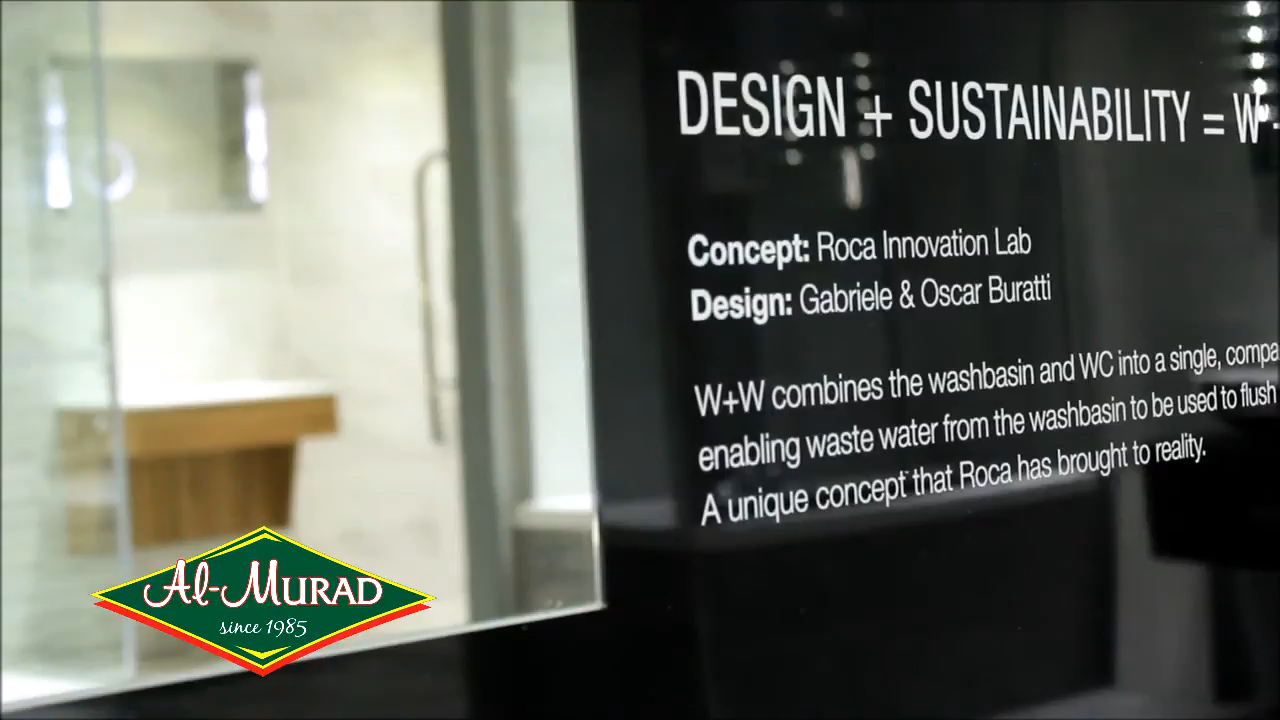 DESIGN + SUSTAINABILITY = W
Concept: Roca Innovation Lab
Design: Gabriele & Oscar Buratti
W+W combines the washbasin and WC into a single,
enabling waste water from the washbasin to be used to flush
A unique concept that Roca has brought to reality.
Al-MURAD
since 1985